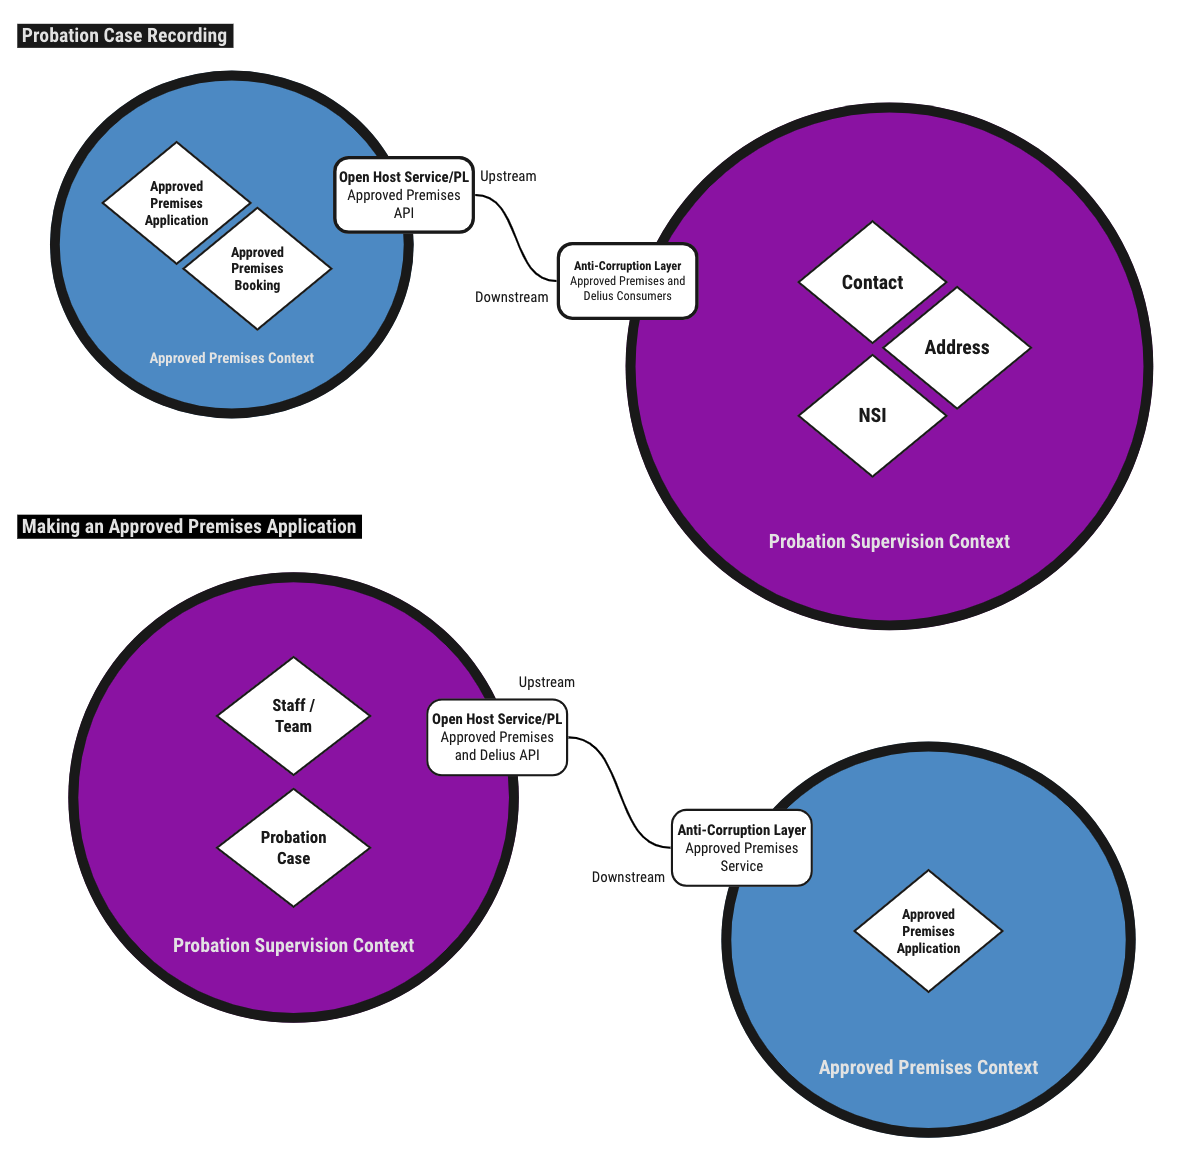 Probation Case Recording
Approved
Premises
Application
Approved
Premises
Booking
Approved Premises Context
Open Host Service/PL
Approved Premises
API
Upstream
Downstream
Anti-Corruption Layer
Approved Premises and
Delius Consumers
Contact
Address
NSI
Probation Supervision Context
Making an Approved Premises Application
Staff /
Team
Probation
Case
Probation Supervision Context
Upstream
Open Host Service/PL
Approved Premises
and Delius API
Downstream
Anti-Corruption Layer
Approved Premises
Service
Approved
Premises
Application
Approved Premises Context